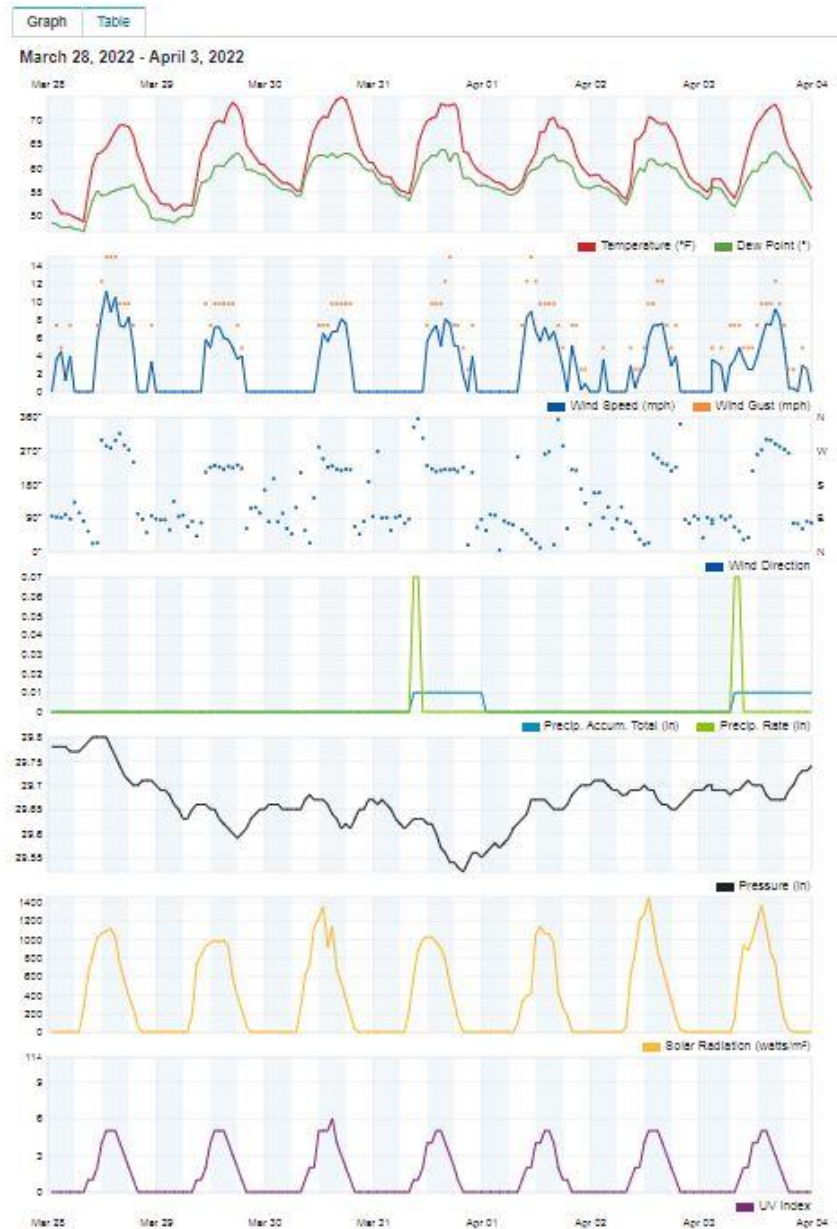 Graph Table
March 28, 2022 - April 3, 2022
Mar 28 Mar 29 Mar 30 Mar 31 Apr 01 Apr 02 Apr 03 Apr 04
70
65
60
55
50
Temperature (°F) Dew Point (°)
14
12
10
8
6
4
2
0
Wind Speed (mph) Wind Gust (mph)
360° N
270° W
180° S
90° E
0° N
Wind Direction
0.07
0.06
0.05
0.04
0.03
0.02
0.01
0
Precip. Accum. Total (in) Precip. Rate (in)
29.8
29.75
29.7
29.65
29.6
29.55
Pressure (in)
1400
1200
1000
800
600
400
200
0
Solar Radiation (watts/m²)
114
9
6
3
0
UV Index
Mar 28 Mar 29 Mar 30 Mar 31 Apr 01 Apr 02 Apr 03 Apr 04